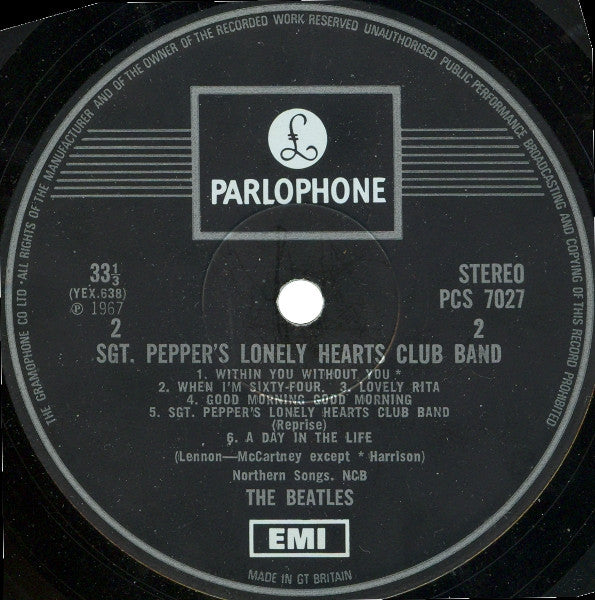 THE GRAMOPHONE CO LTD · ALL RIGHTS OF THE MANUFACTURER AND OF THE OWNER OF THE RECORDED WORK RESERVED UNAUTHORISED PUBLIC PERFORMANCE BROADCASTING AND COPYING OF THIS RECORD PROHIBITED
£
PARLOPHONE
33⅓
(YEX.638)
℗ 1967
2
STEREO
PCS 7027
2
SGT. PEPPER'S LONELY HEARTS CLUB BAND
1. WITHIN YOU WITHOUT YOU *
2. WHEN I'M SIXTY-FOUR. 3. LOVELY RITA
4. GOOD MORNING GOOD MORNING
5. SGT. PEPPER'S LONELY HEARTS CLUB BAND
(Reprise)
6. A DAY IN THE LIFE
(Lennon—McCartney except * Harrison)
Northern Songs. NCB
THE BEATLES
EMI
MADE IN GT BRITAIN